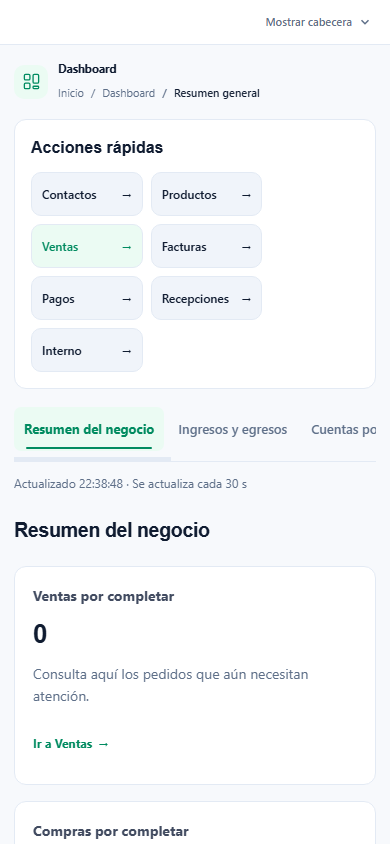 Mostrar cabecera
Dashboard
Inicio / Dashboard / Resumen general
Acciones rápidas
Contactos → Productos →
Ventas → Facturas →
Pagos → Recepciones →
Interno →
Resumen del negocio Ingresos y egresos Cuentas po
Actualizado 22:38:48 · Se actualiza cada 30 s
Resumen del negocio
Ventas por completar
0
Consulta aquí los pedidos que aún necesitan
atención.
Ir a Ventas →
Compras por completar